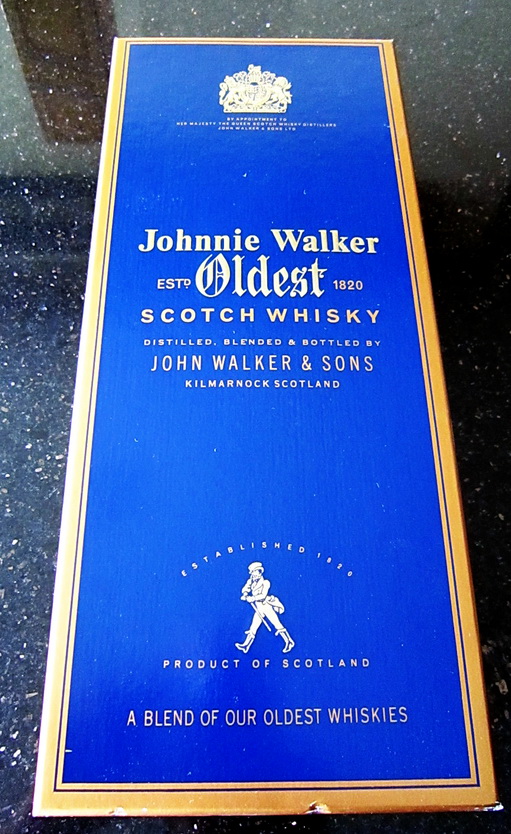 BY APPOINTMENT TO
HER MAJESTY THE QUEEN SCOTCH WHISKY DISTILLERS
JOHN WALKER & SONS LTD
Johnnie Walker
ESTD Oldest 1820
SCOTCH WHISKY
DISTILLED, BLENDED & BOTTLED BY
JOHN WALKER & SONS
KILMARNOCK SCOTLAND
ESTABLISHED 1820
PRODUCT OF SCOTLAND
A BLEND OF OUR OLDEST WHISKIES